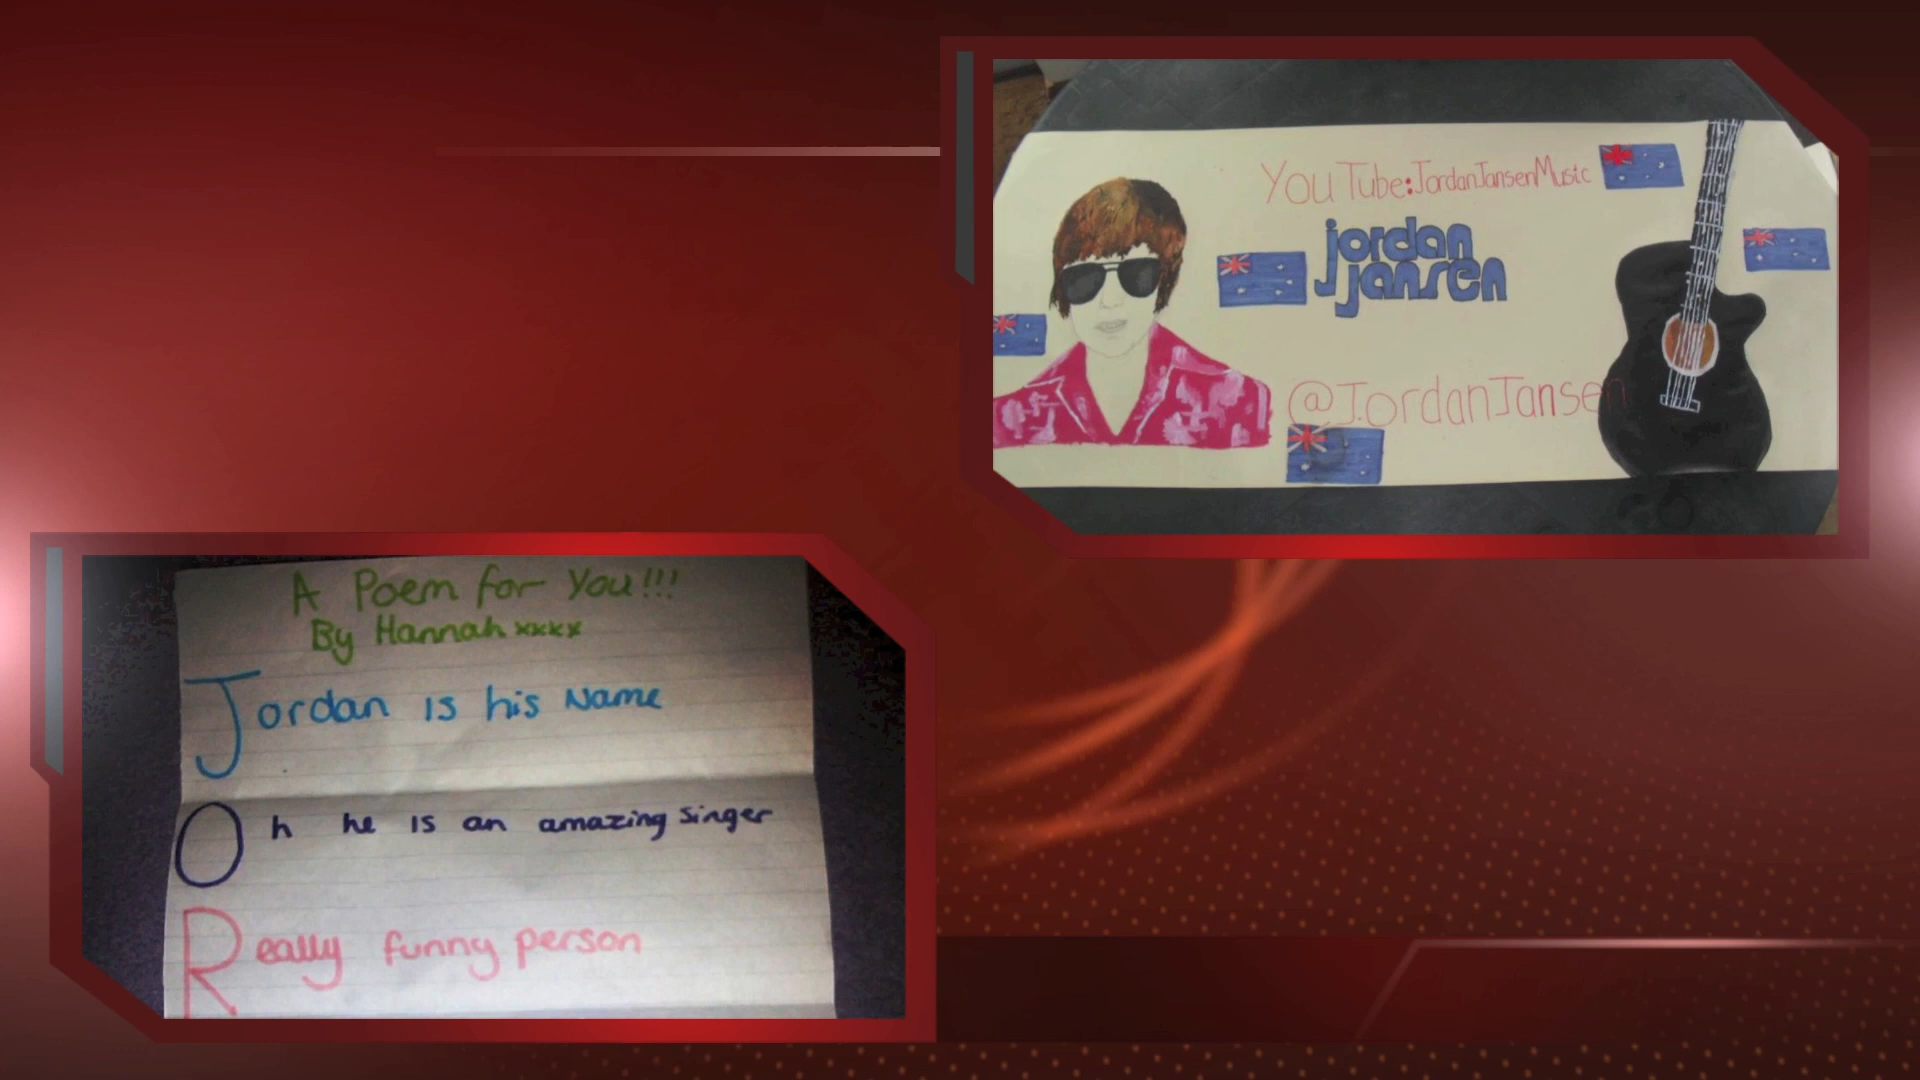 YouTube:JordanJansenMusic
jordan
jansen
@JordanJansen
A Poem for You!!!
By Hannah xxxx
Jordan is his Name
Oh he is an amazing singer
Really funny person